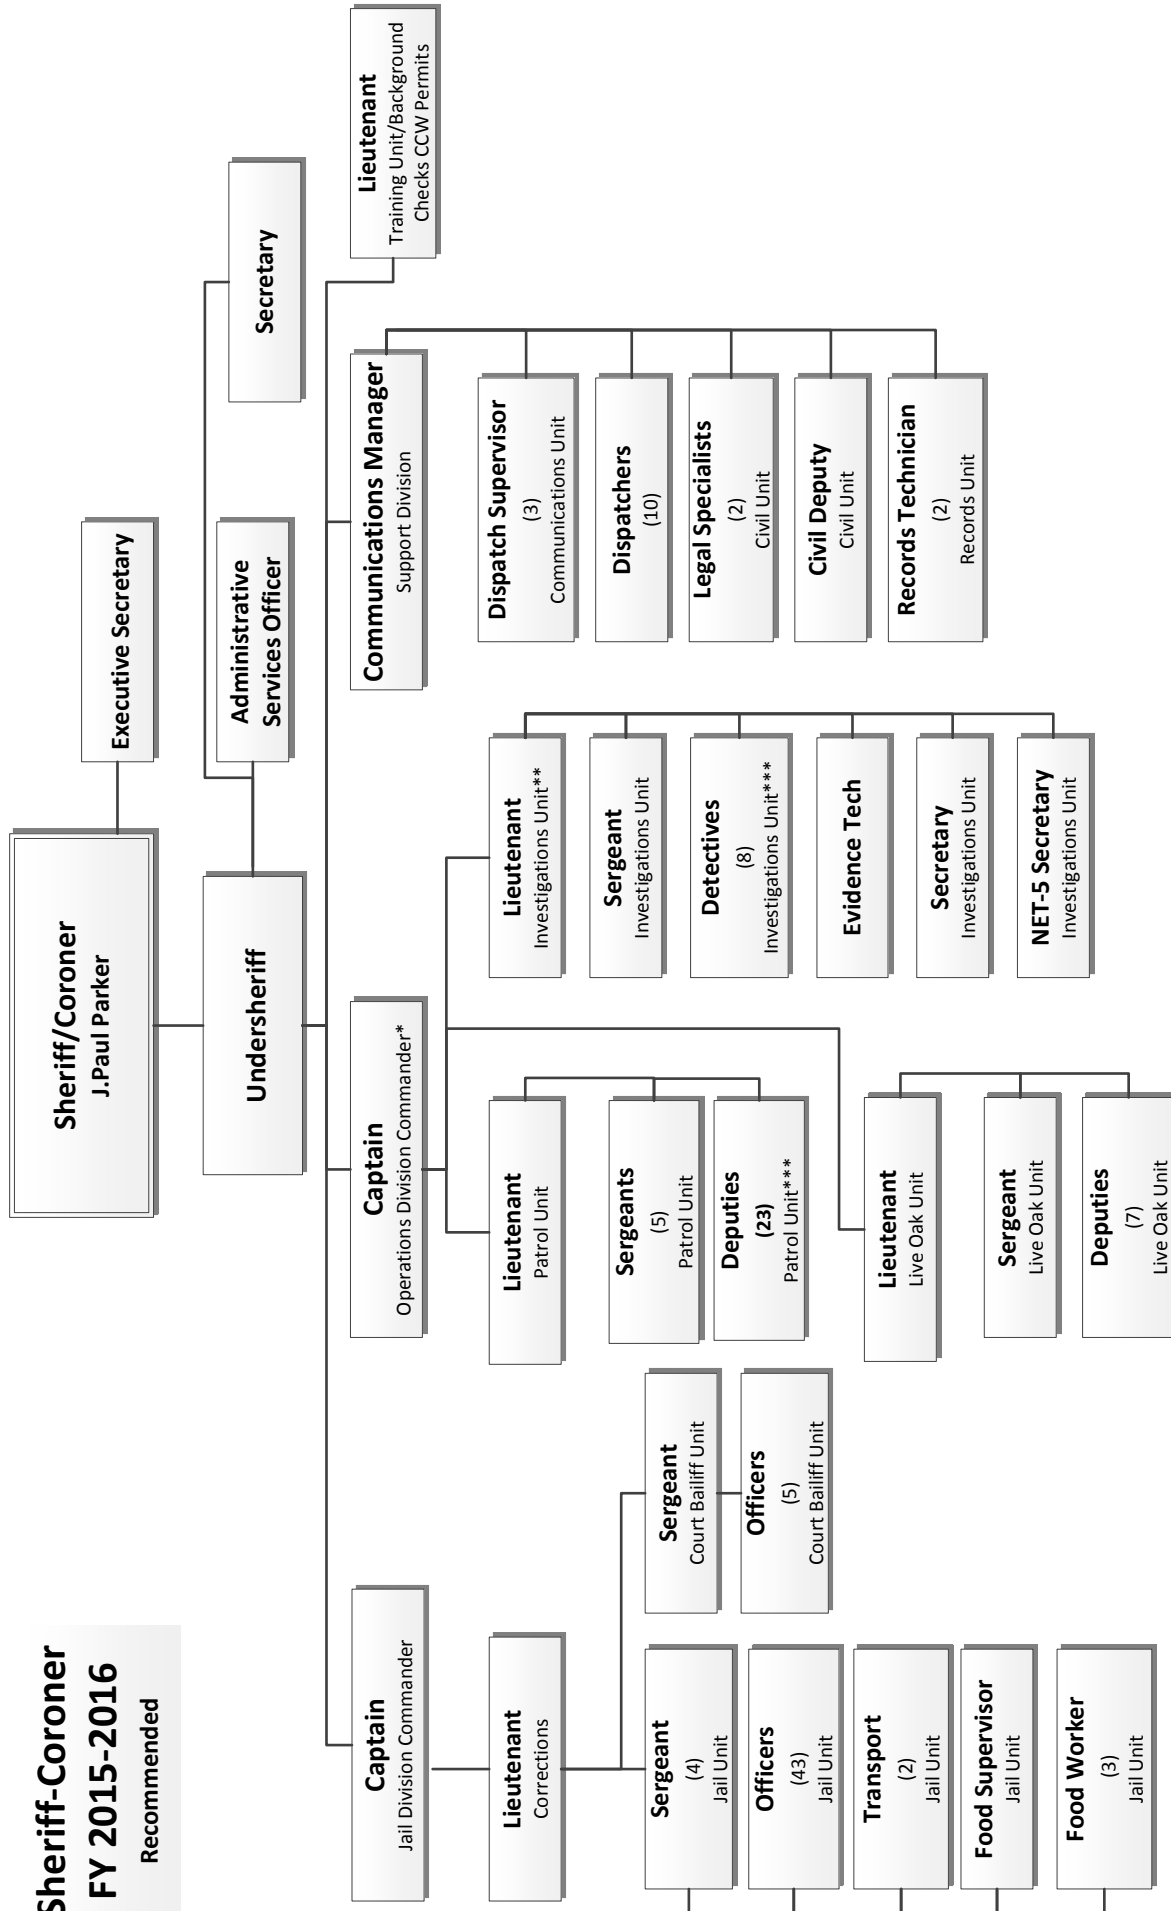 Sheriff-Coroner
FY 2015-2016
Recommended
Sheriff/Coroner
J.Paul Parker
Executive Secretary
Undersheriff
Administrative
Services Officer
Secretary
Captain
Jail Division Commander
Captain
Operations Division Commander*
Communications Manager
Support Division
Lieutenant
Training Unit/Background
Checks CCW Permits
Lieutenant
Corrections
Sergeant
(4)
Jail Unit
Officers
(43)
Jail Unit
Transport
(2)
Jail Unit
Food Supervisor
Jail Unit
Food Worker
(3)
Jail Unit
Sergeant
Court Bailiff Unit
Officers
(5)
Court Bailiff Unit
Lieutenant
Patrol Unit
Sergeants
(5)
Patrol Unit
Deputies
(23)
Patrol Unit***
Lieutenant
Live Oak Unit
Sergeant
Live Oak Unit
Deputies
(7)
Live Oak Unit
Lieutenant
Investigations Unit**
Sergeant
Investigations Unit
Detectives
(8)
Investigations Unit***
Evidence Tech
Secretary
Investigations Unit
NET-5 Secretary
Investigations Unit
Dispatch Supervisor
(3)
Communications Unit
Dispatchers
(10)
Legal Specialists
(2)
Civil Unit
Civil Deputy
Civil Unit
Records Technician
(2)
Records Unit